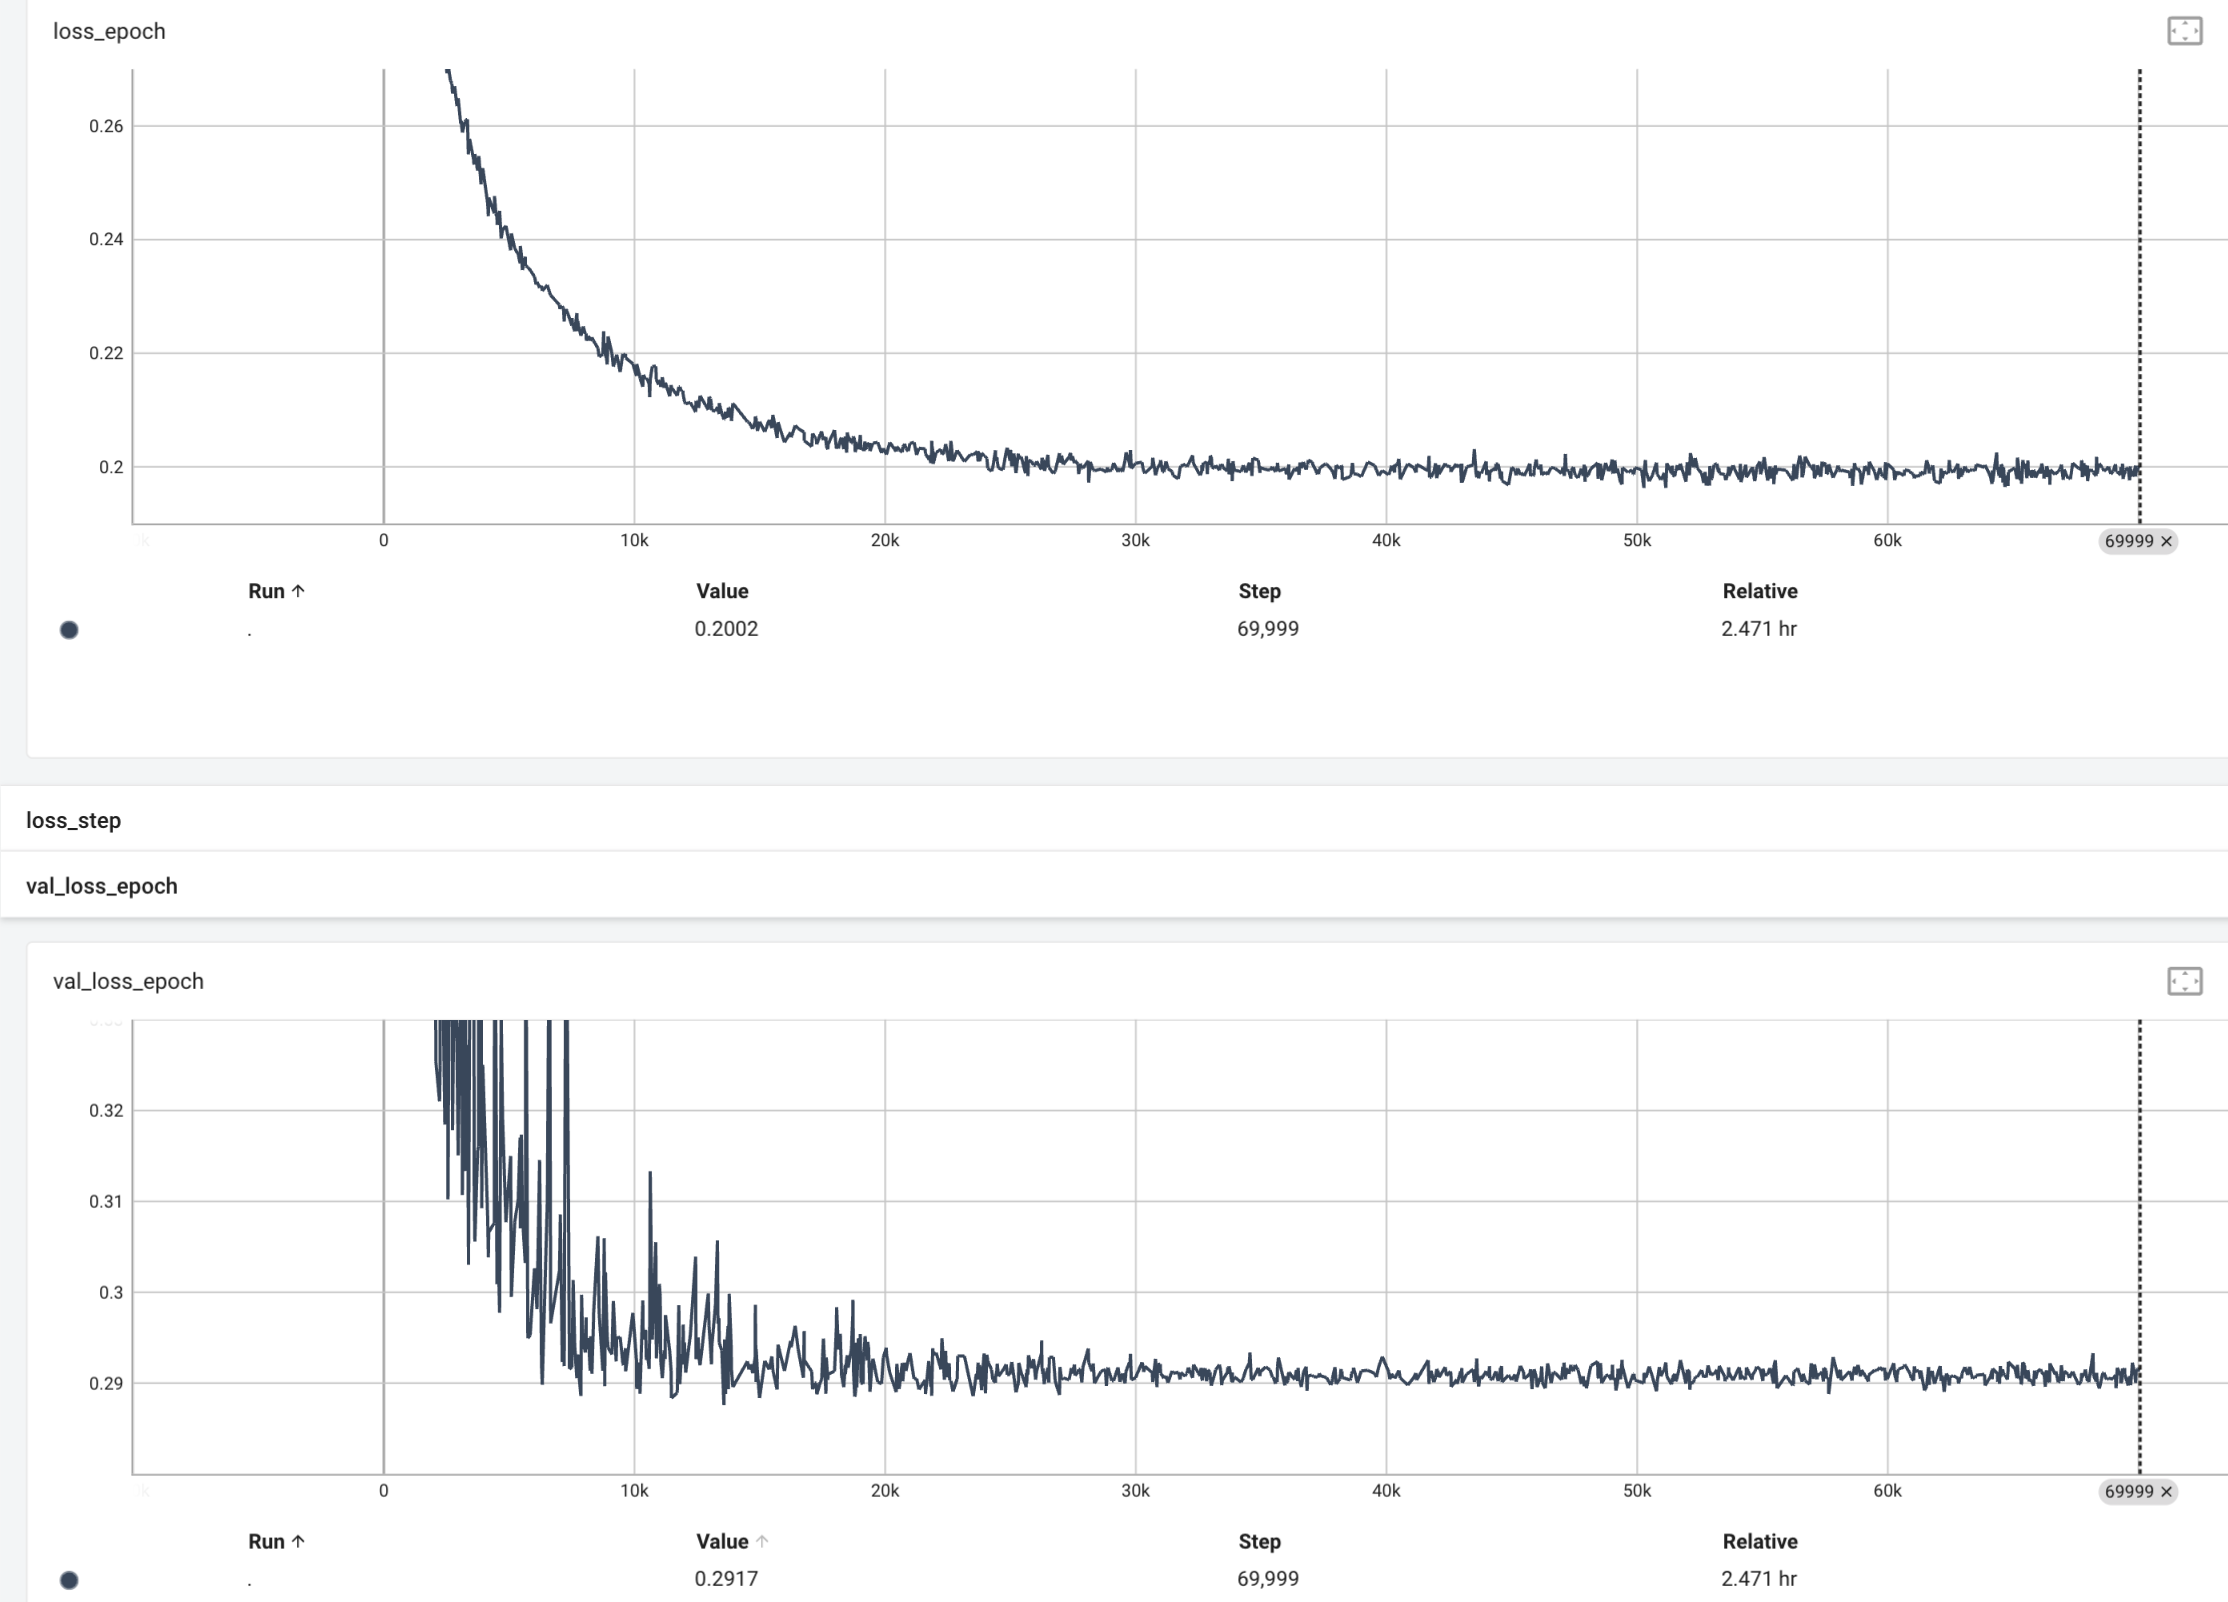 loss_epoch
0.26
0.24
0.22
0.2
0 10k 20k 30k 40k 50k 60k 69999 ×
Run ↑ Value Step Relative
. 0.2002 69,999 2.471 hr
loss_step
val_loss_epoch
val_loss_epoch
0.32
0.31
0.3
0.29
0 10k 20k 30k 40k 50k 60k 69999 ×
Run ↑ Value ↑ Step Relative
. 0.2917 69,999 2.471 hr